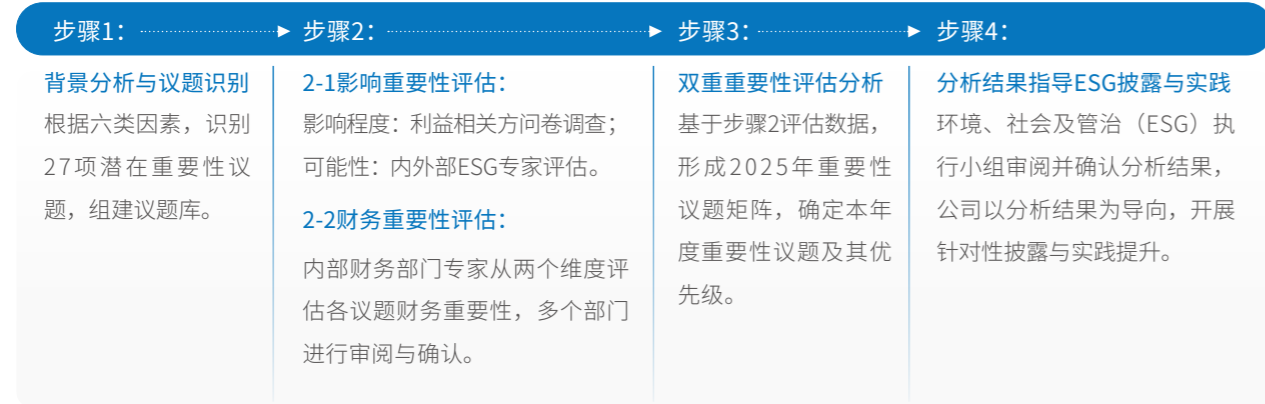 步骤1：
步骤2：
步骤3：
步骤4：
背景分析与议题识别
根据六类因素，识别
27项潜在重要性议
题，组建议题库。
2-1影响重要性评估：
影响程度：利益相关方问卷调查；
可能性：内外部ESG专家评估。
2-2财务重要性评估：
内部财务部门专家从两个维度评
估各议题财务重要性，多个部门
进行审阅与确认。
双重重要性评估分析
基于步骤2评估数据，
形成2025年重要性
议题矩阵，确定本年
度重要性议题及其优
先级。
分析结果指导ESG披露与实践
环境、社会及管治（ESG）执
行小组审阅并确认分析结果，
公司以分析结果为导向，开展
针对性披露与实践提升。